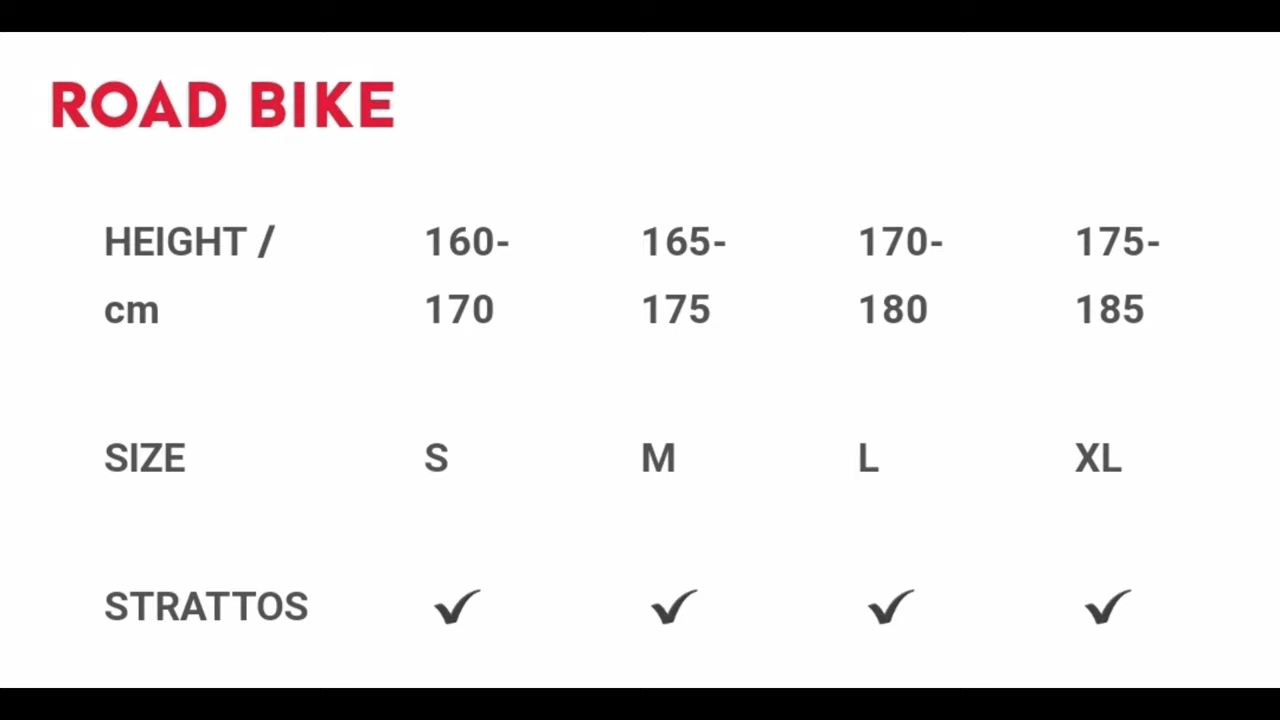 ROAD BIKE
HEIGHT / 160- 165- 170- 175-
cm 170 175 180 185
SIZE S M L XL
STRATTOS ✓ ✓ ✓ ✓